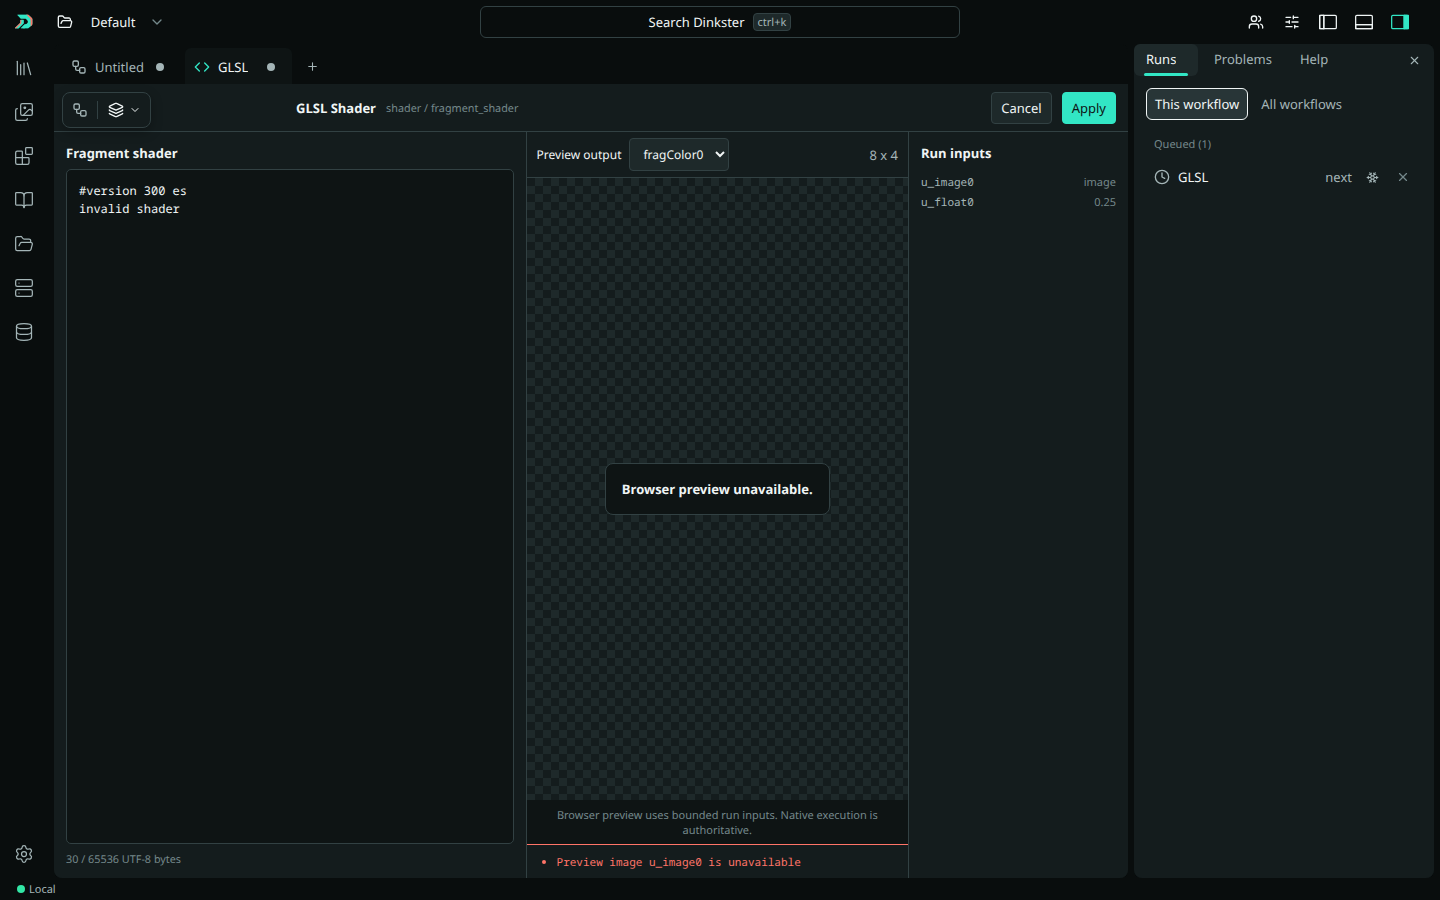 Default
Search Dinkster ctrl+k
Untitled
GLSL
Runs Problems Help
GLSL Shader shader / fragment_shader
Cancel Apply
This workflow All workflows
Fragment shader
#version 300 es
invalid shader
30 / 65536 UTF-8 bytes
Preview output fragColor0 8 x 4
Browser preview unavailable.
Browser preview uses bounded run inputs. Native execution is
authoritative.
• Preview image u_image0 is unavailable
Run inputs
u_image0 image
u_float0 0.25
Queued (1)
GLSL next
Local